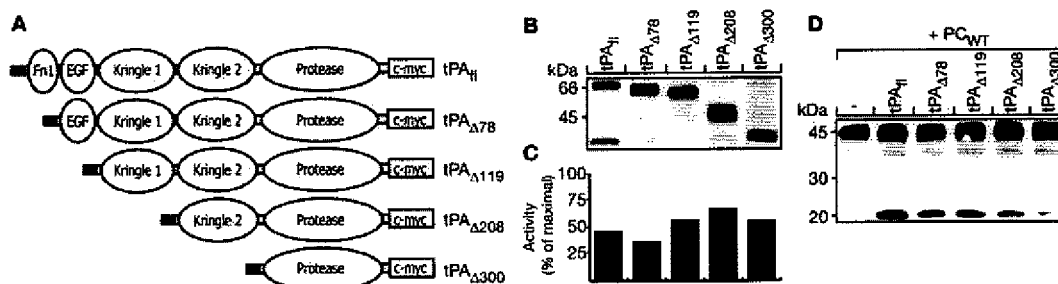 A
Fn1 EGF Kringle 1 Kringle 2 Protease c-myc tPAfl
EGF Kringle 1 Kringle 2 Protease c-myc tPAΔ78
Kringle 1 Kringle 2 Protease c-myc tPAΔ119
Kringle 2 Protease c-myc tPAΔ208
Protease c-myc tPAΔ300
B
tPAfl
tPAΔ78
tPAΔ119
tPAΔ208
tPAΔ300
kDa
66
45
C
Activity
(% of maximal)
100
75
50
25
D
+ PCWT
-
tPAfl
tPAΔ78
tPAΔ119
tPAΔ208
tPAΔ300
kDa
45
30
20